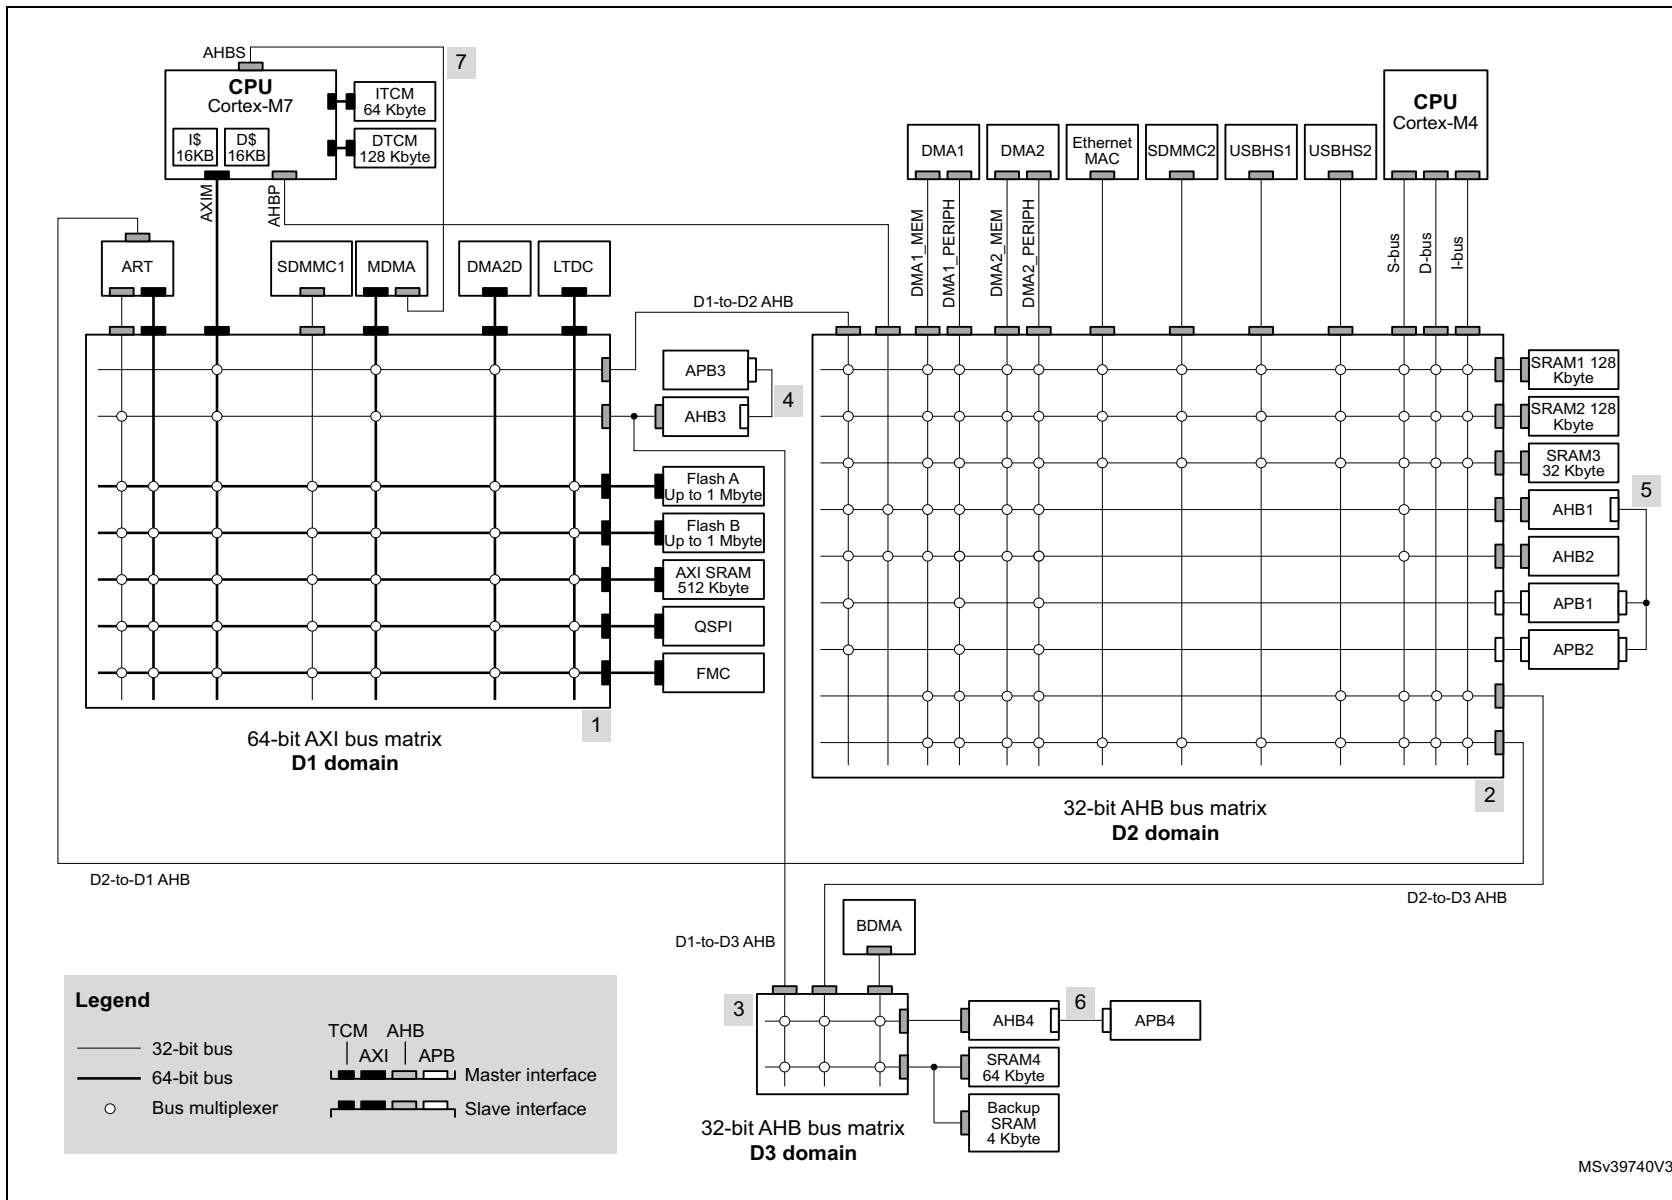 AHBS
7
CPU
Cortex-M7
ITCM
64 Kbyte
I$
16KB
D$
16KB
DTCM
128 Kbyte
AXIM
AHBP
CPU
Cortex-M4
DMA1
DMA2
Ethernet
MAC
SDMMC2
USBHS1
USBHS2
DMA1_MEM
DMA1_PERIPH
DMA2_MEM
DMA2_PERIPH
S-bus
D-bus
I-bus
ART
SDMMC1
MDMA
DMA2D
LTDC
D1-to-D2 AHB
APB3
4
AHB3
Flash A
Up to 1 Mbyte
Flash B
Up to 1 Mbyte
AXI SRAM
512 Kbyte
QSPI
FMC
1
64-bit AXI bus matrix
D1 domain
SRAM1 128
Kbyte
SRAM2 128
Kbyte
SRAM3
32 Kbyte
5
AHB1
AHB2
APB1
APB2
2
32-bit AHB bus matrix
D2 domain
D2-to-D1 AHB
D2-to-D3 AHB
D1-to-D3 AHB
BDMA
3
AHB4
6
APB4
SRAM4
64 Kbyte
Backup
SRAM
4 Kbyte
32-bit AHB bus matrix
D3 domain
Legend
32-bit bus
64-bit bus
Bus multiplexer
TCM AHB
AXI APB
Master interface
Slave interface
MSv39740V3